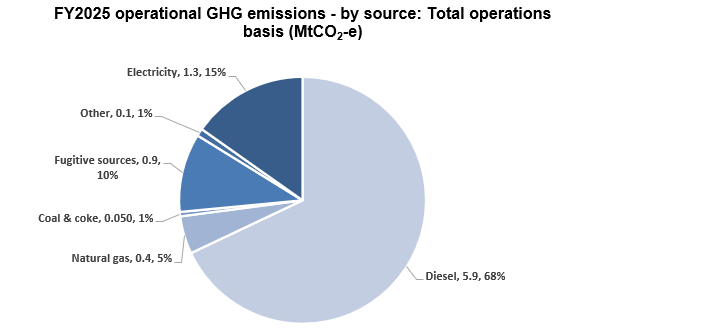 FY2025 operational GHG emissions - by source: Total operations
basis (MtCO₂-e)
Electricity, 1.3, 15%
Other, 0.1, 1%
Fugitive sources, 0.9,
10%
Coal & coke, 0.050, 1%
Natural gas, 0.4, 5%
Diesel, 5.9, 68%